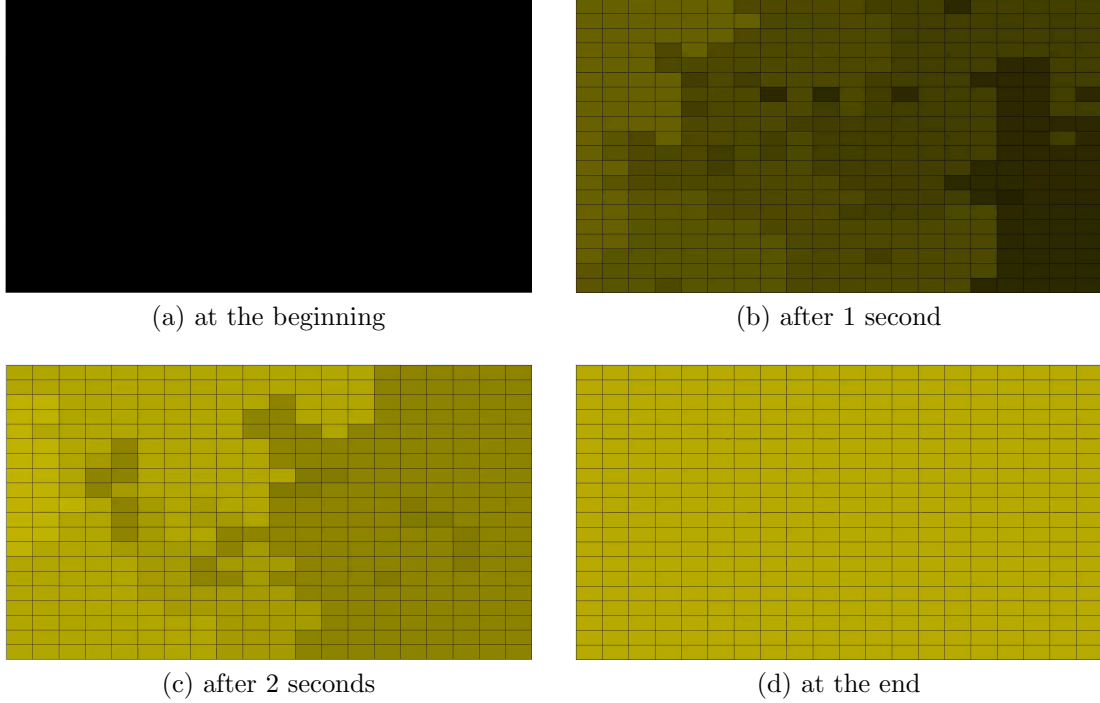 (a) at the beginning
(b) after 1 second
(c) after 2 seconds
(d) at the end